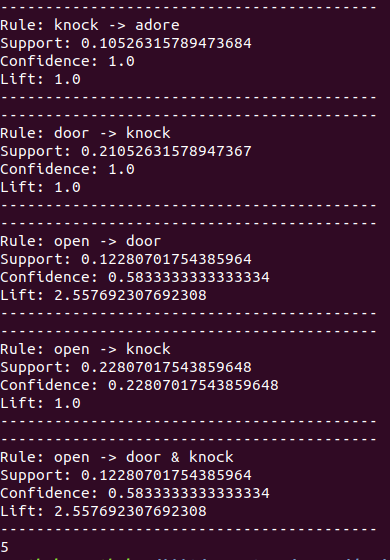 ------------------------------------------
Rule: knock -> adore
Support: 0.10526315789473684
Confidence: 1.0
Lift: 1.0
------------------------------------------
------------------------------------------
Rule: door -> knock
Support: 0.21052631578947367
Confidence: 1.0
Lift: 1.0
------------------------------------------
------------------------------------------
Rule: open -> door
Support: 0.12280701754385964
Confidence: 0.5833333333333334
Lift: 2.557692307692308
------------------------------------------
------------------------------------------
Rule: open -> knock
Support: 0.22807017543859648
Confidence: 0.22807017543859648
Lift: 1.0
------------------------------------------
------------------------------------------
Rule: open -> door & knock
Support: 0.12280701754385964
Confidence: 0.5833333333333334
Lift: 2.557692307692308
------------------------------------------
5